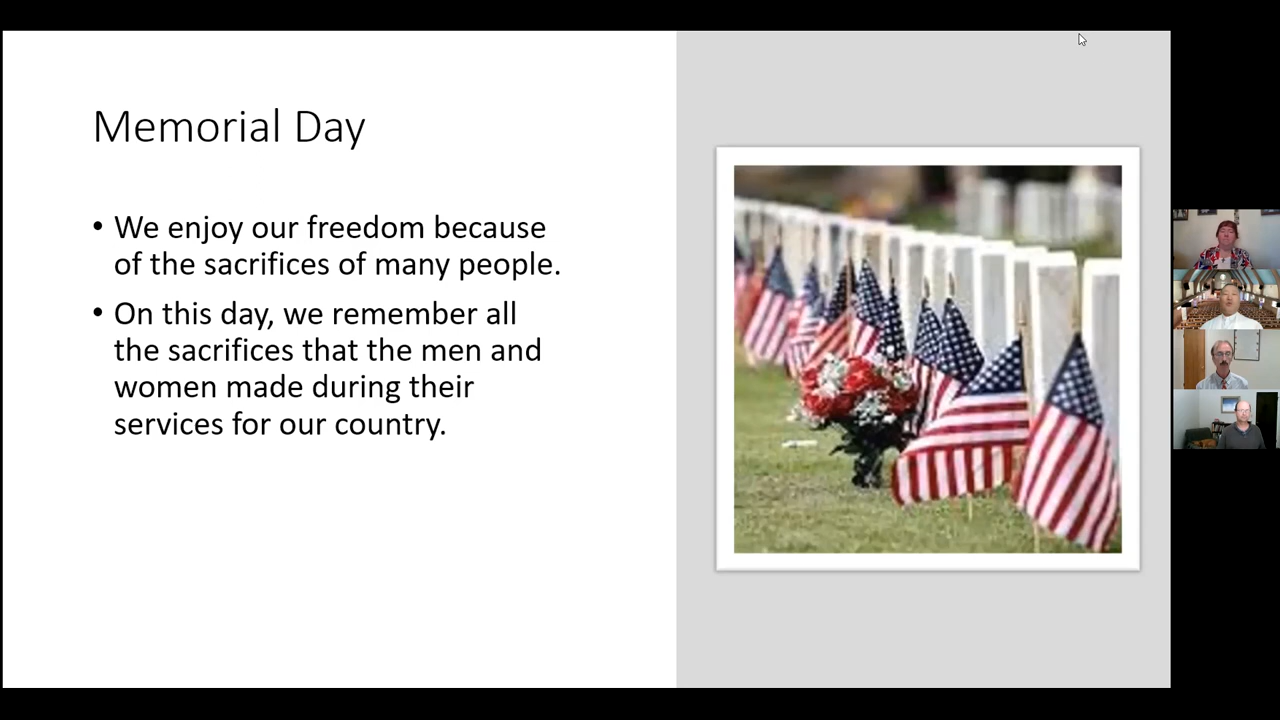 Memorial Day
• We enjoy our freedom because
of the sacrifices of many people.
• On this day, we remember all
the sacrifices that the men and
women made during their
services for our country.